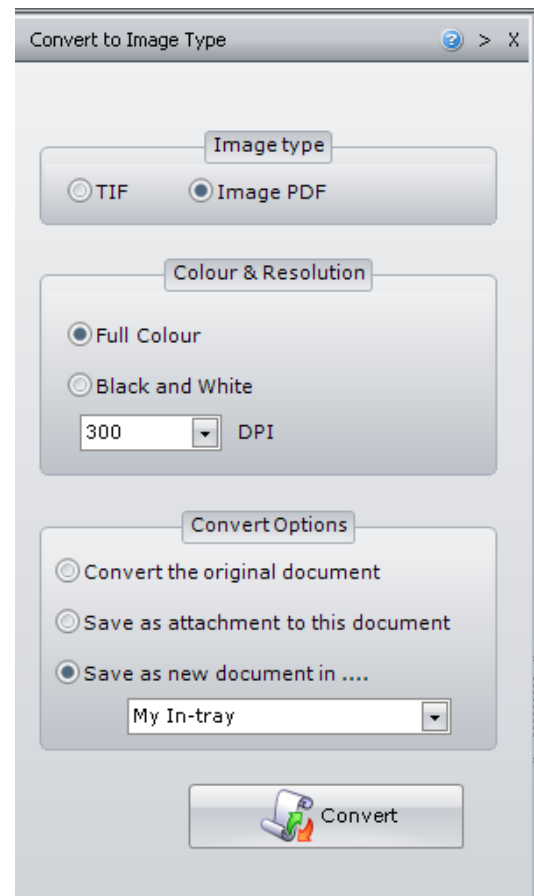 Convert to Image Type ? > X
Image type
TIF Image PDF
Colour & Resolution
Full Colour
Black and White
300 DPI
Convert Options
Convert the original document
Save as attachment to this document
Save as new document in ....
My In-tray
Convert